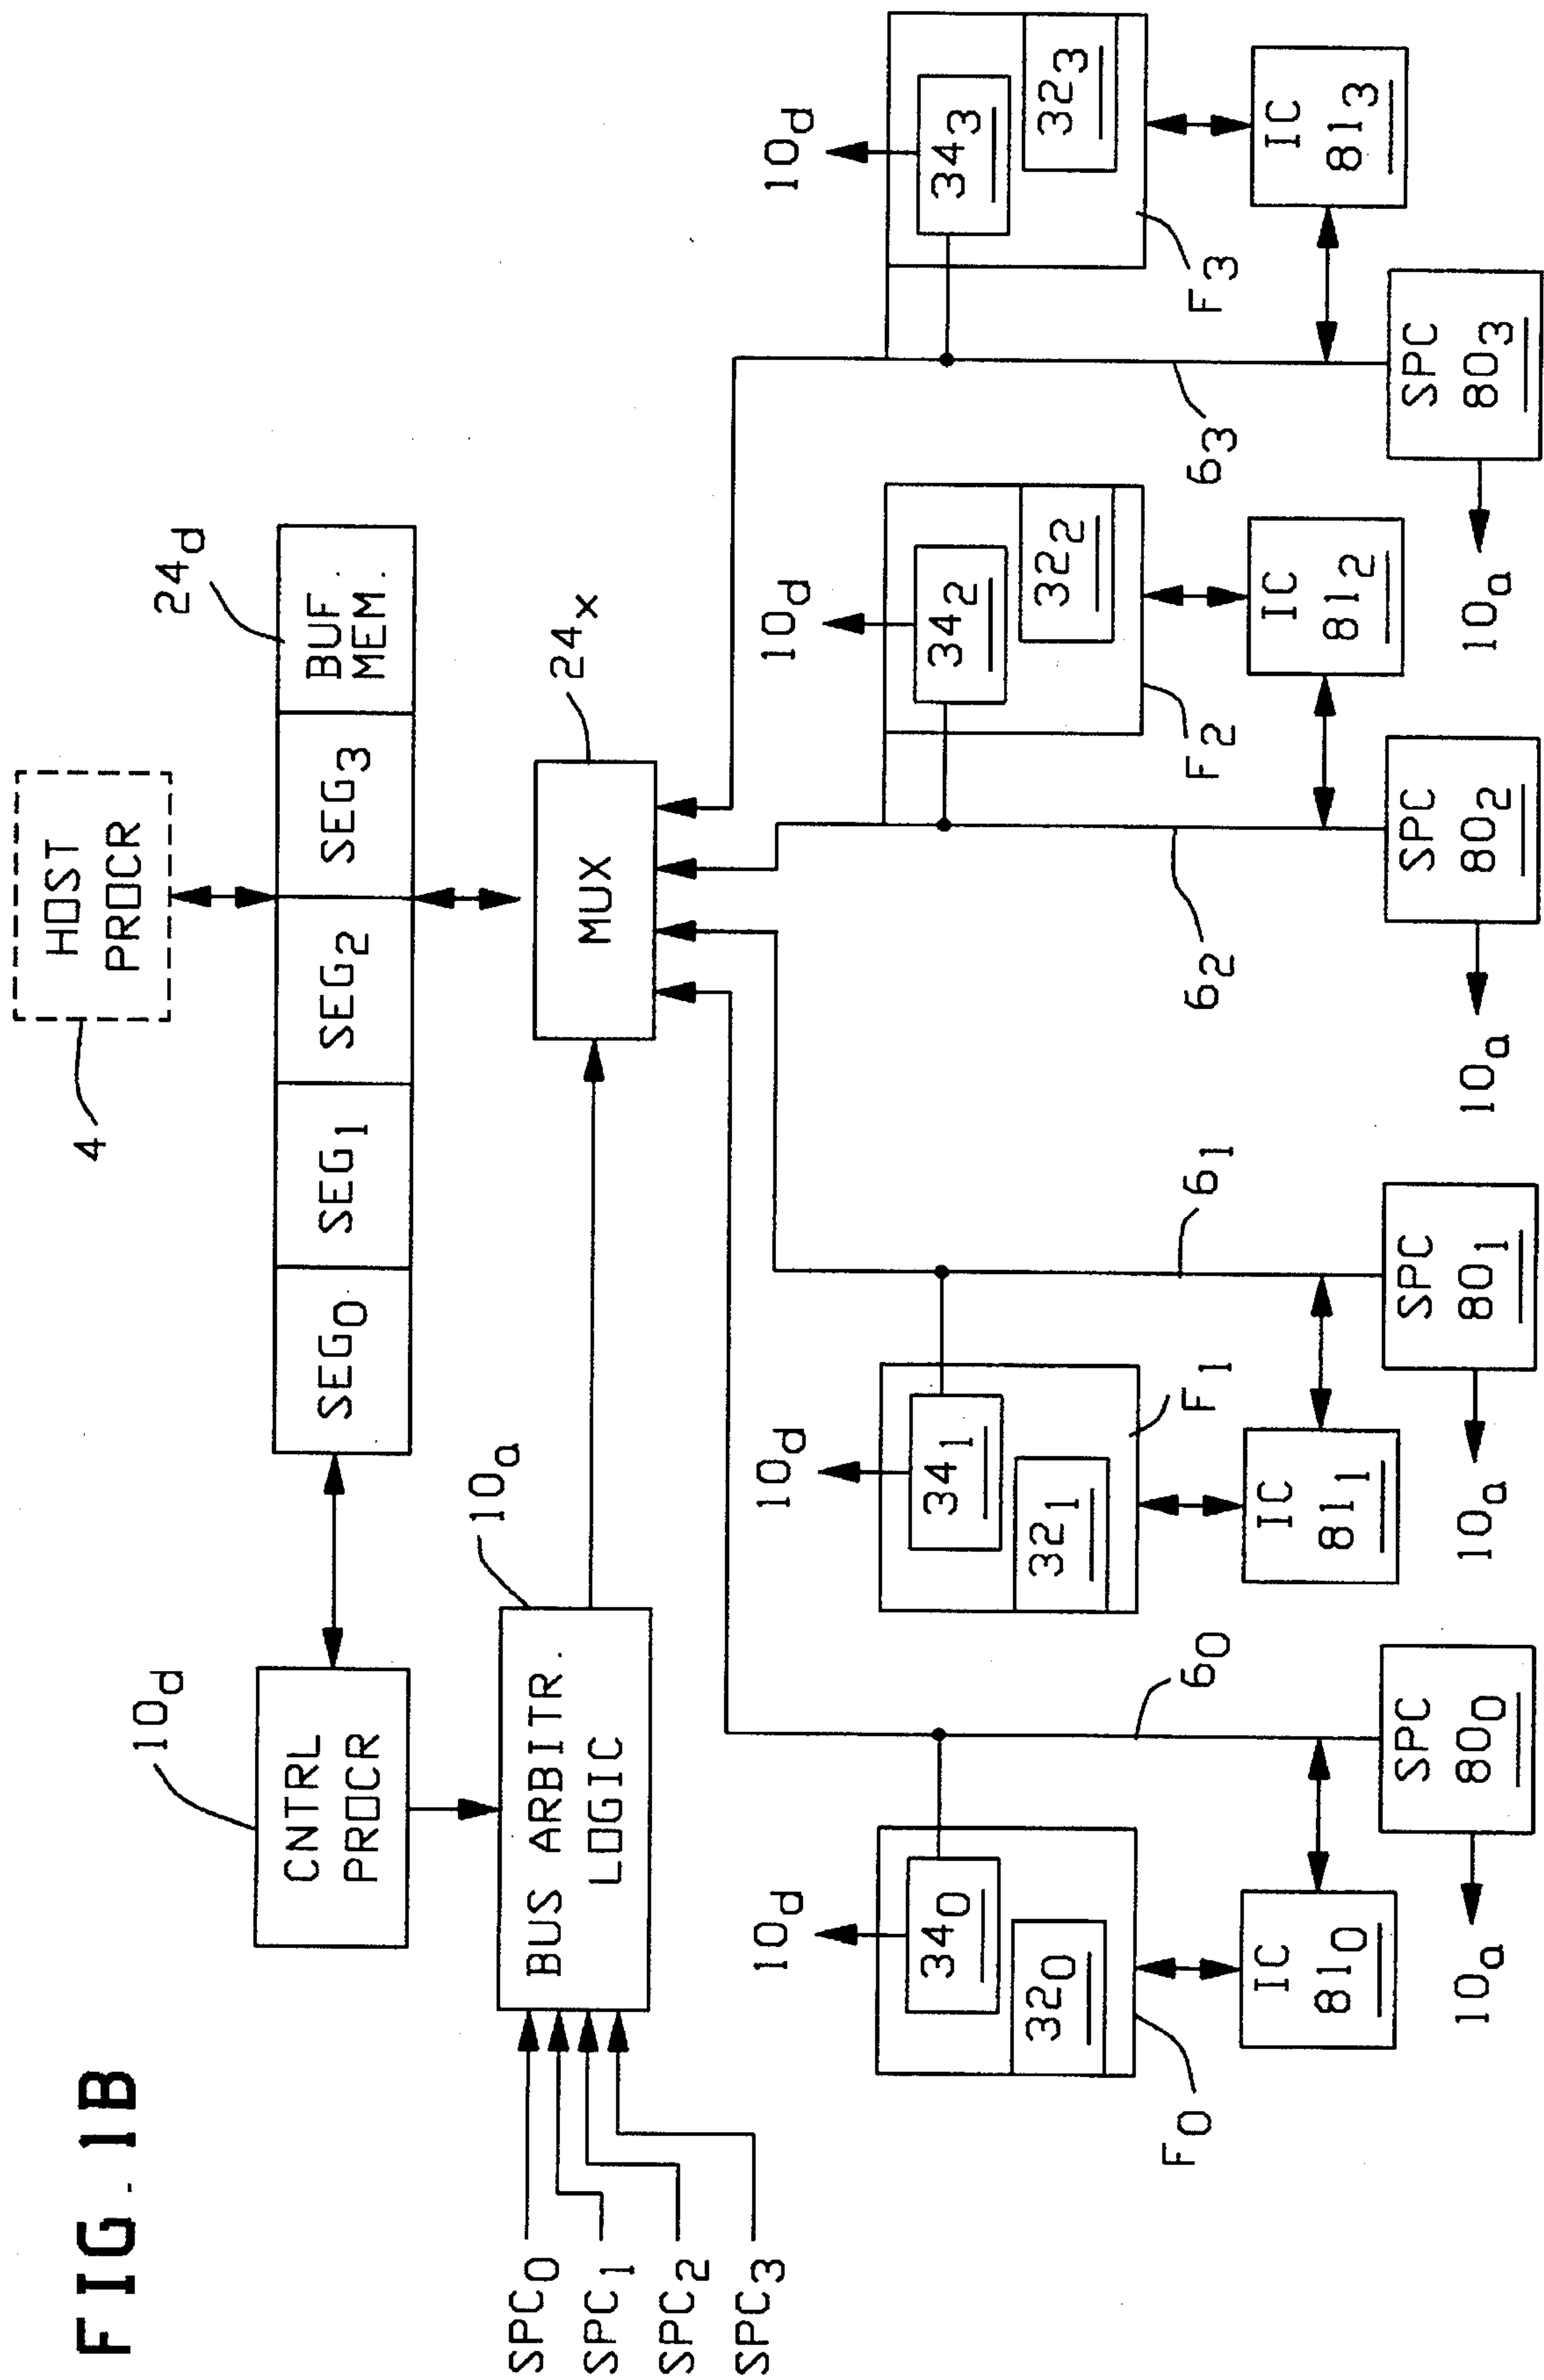 FIG. 1B
HOST
PROCR
4
24d
SEG0
SEG1
SEG2
SEG3
BUF.
MEM.
10d
CNTRL
PROCR
10a
BUS ARBITR.
LOGIC
SPC0
SPC1
SPC2
SPC3
MUX
24x
10d
340
320
F0
IC
810
60
SPC
800
10a
10d
341
321
F1
IC
811
61
SPC
801
10a
10d
342
322
F2
IC
812
62
SPC
802
10a
10d
343
323
F3
IC
813
63
SPC
803
10a